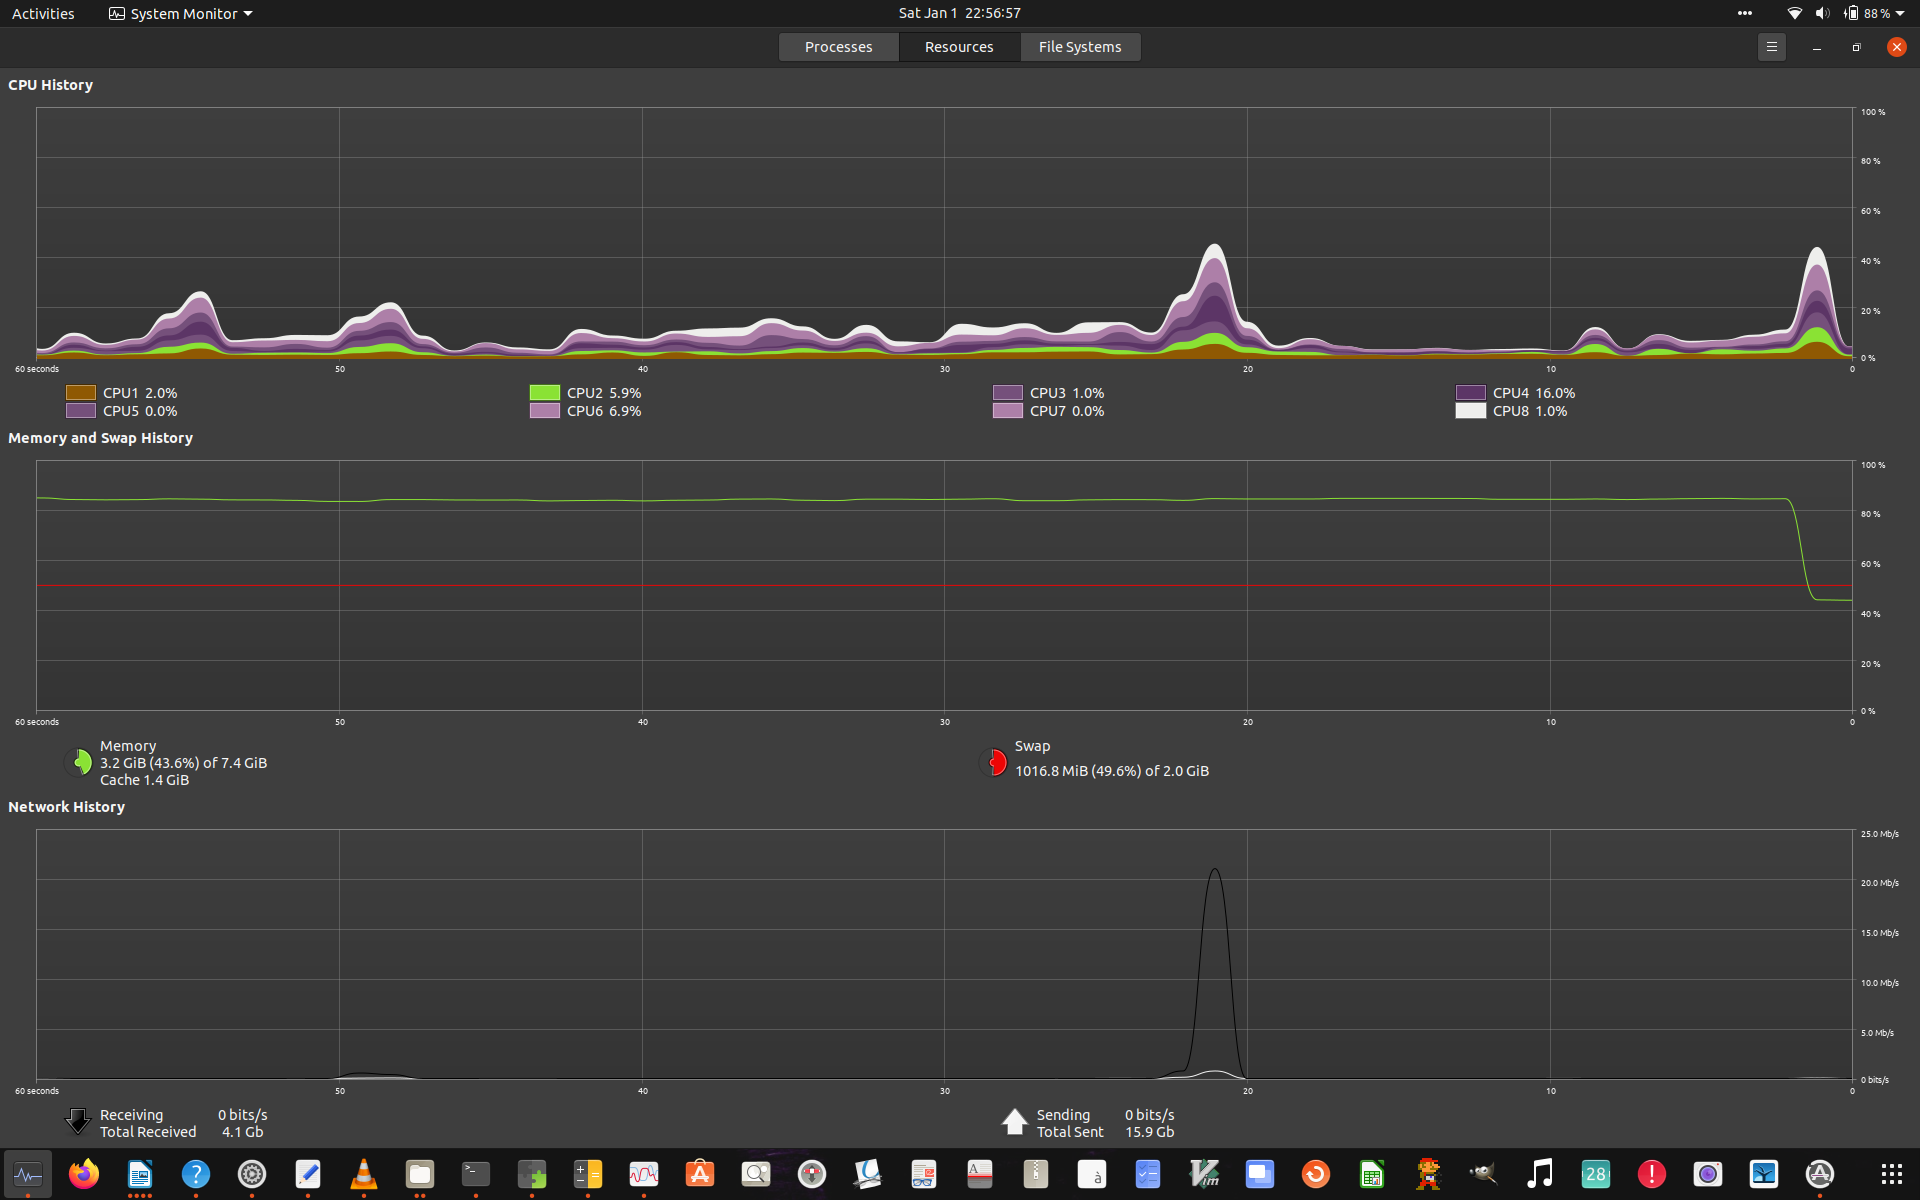 Activities System Monitor Sat Jan 1 22:56:57 88 %
Processes Resources File Systems
CPU History
100 %
80 %
60 %
40 %
20 %
0 %
60 seconds 50 40 30 20 10 0
CPU1 2.0% CPU2 5.9% CPU3 1.0% CPU4 16.0%
CPU5 0.0% CPU6 6.9% CPU7 0.0% CPU8 1.0%
Memory and Swap History
100 %
80 %
60 %
40 %
20 %
0 %
60 seconds 50 40 30 20 10 0
Memory
3.2 GiB (43.6%) of 7.4 GiB
Cache 1.4 GiB
Swap
1016.8 MiB (49.6%) of 2.0 GiB
Network History
25.0 Mb/s
20.0 Mb/s
15.0 Mb/s
10.0 Mb/s
5.0 Mb/s
0 bits/s
60 seconds 50 40 30 20 10 0
Receiving 0 bits/s
Total Received 4.1 Gb
Sending 0 bits/s
Total Sent 15.9 Gb
28